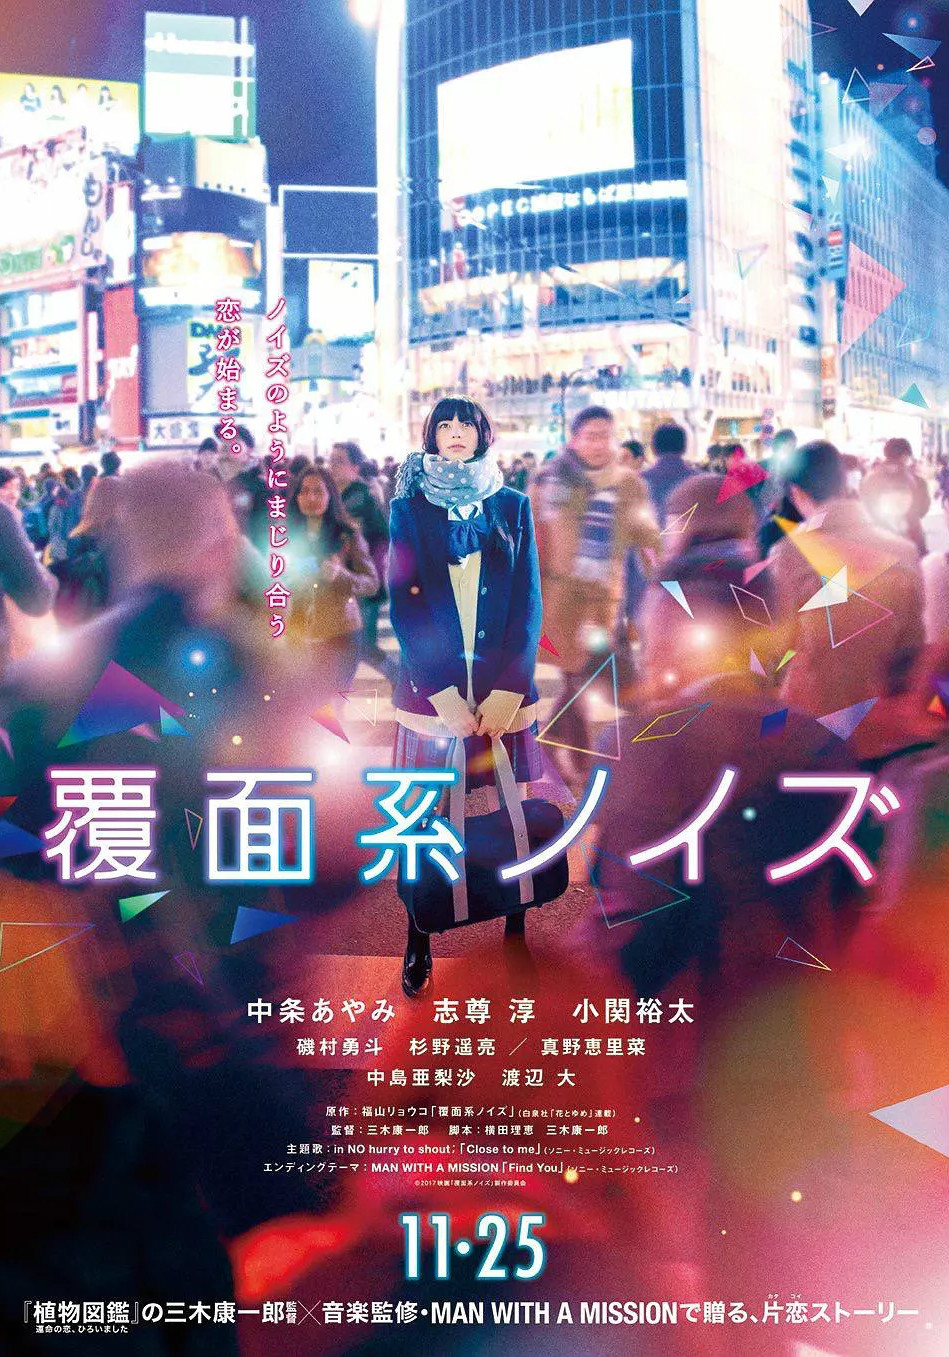 もんじ
大盛堂
ノイズのようにまじり合う
恋が始まる。
覆面系ノイズ
中条あやみ 志尊 淳 小関裕太
磯村勇斗 杉野遥亮 ／ 真野恵里菜
中島亜梨沙 渡辺 大
原作：福山リョウコ「覆面系ノイズ」（白泉社「花とゆめ」連載）
監督：三木康一郎 脚本：横田理恵 三木康一郎
主題歌：in NO hurry to shout;「Close to me」（ソニー・ミュージックレコーズ）
エンディングテーマ：MAN WITH A MISSION「Find You」（ソニー・ミュージックレコーズ）
©2017 映画「覆面系ノイズ」製作委員会
11・25
『植物図鑑』の三木康一郎監督×音楽監修・MAN WITH A MISSIONで贈る、片恋ストーリー
運命の恋、ひろいました
カタ コイ